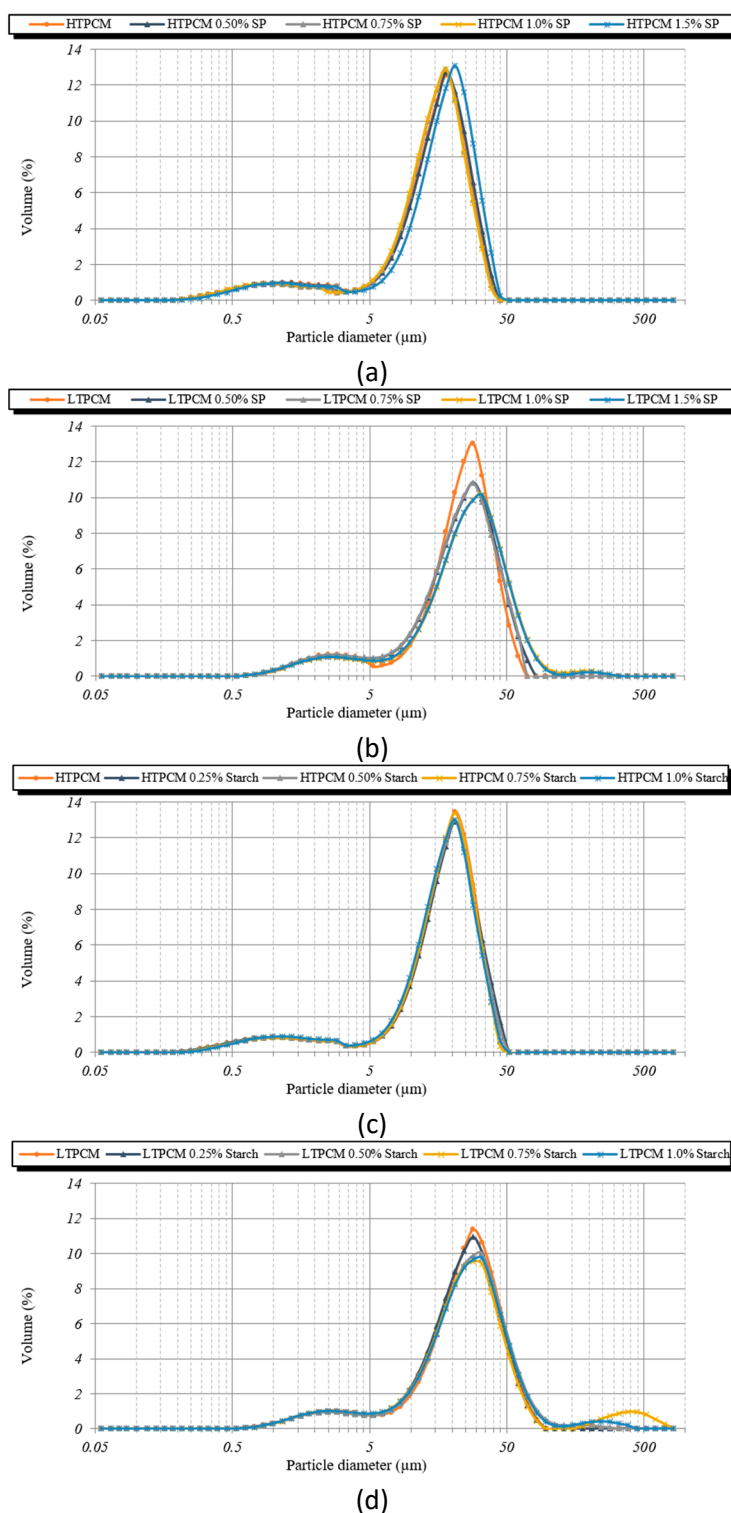 HTPCM HTPCM 0.50% SP HTPCM 0.75% SP HTPCM 1.0% SP HTPCM 1.5% SP
14
12
10
8
6
4
2
0
Volume (%)
0.05 0.5 5 50 500
Particle diameter (µm)
(a)
LTPCM LTPCM 0.50% SP LTPCM 0.75% SP LTPCM 1.0% SP LTPCM 1.5% SP
14
12
10
8
6
4
2
0
Volume (%)
0.05 0.5 5 50 500
Particle diameter (µm)
(b)
HTPCM HTPCM 0.25% Starch HTPCM 0.50% Starch HTPCM 0.75% Starch HTPCM 1.0% Starch
14
12
10
8
6
4
2
0
Volume (%)
0.05 0.5 5 50 500
Particle diameter (µm)
(c)
LTPCM LTPCM 0.25% Starch LTPCM 0.50% Starch LTPCM 0.75% Starch LTPCM 1.0% Starch
14
12
10
8
6
4
2
0
Volume (%)
0.05 0.5 5 50 500
Particle diameter (µm)
(d)